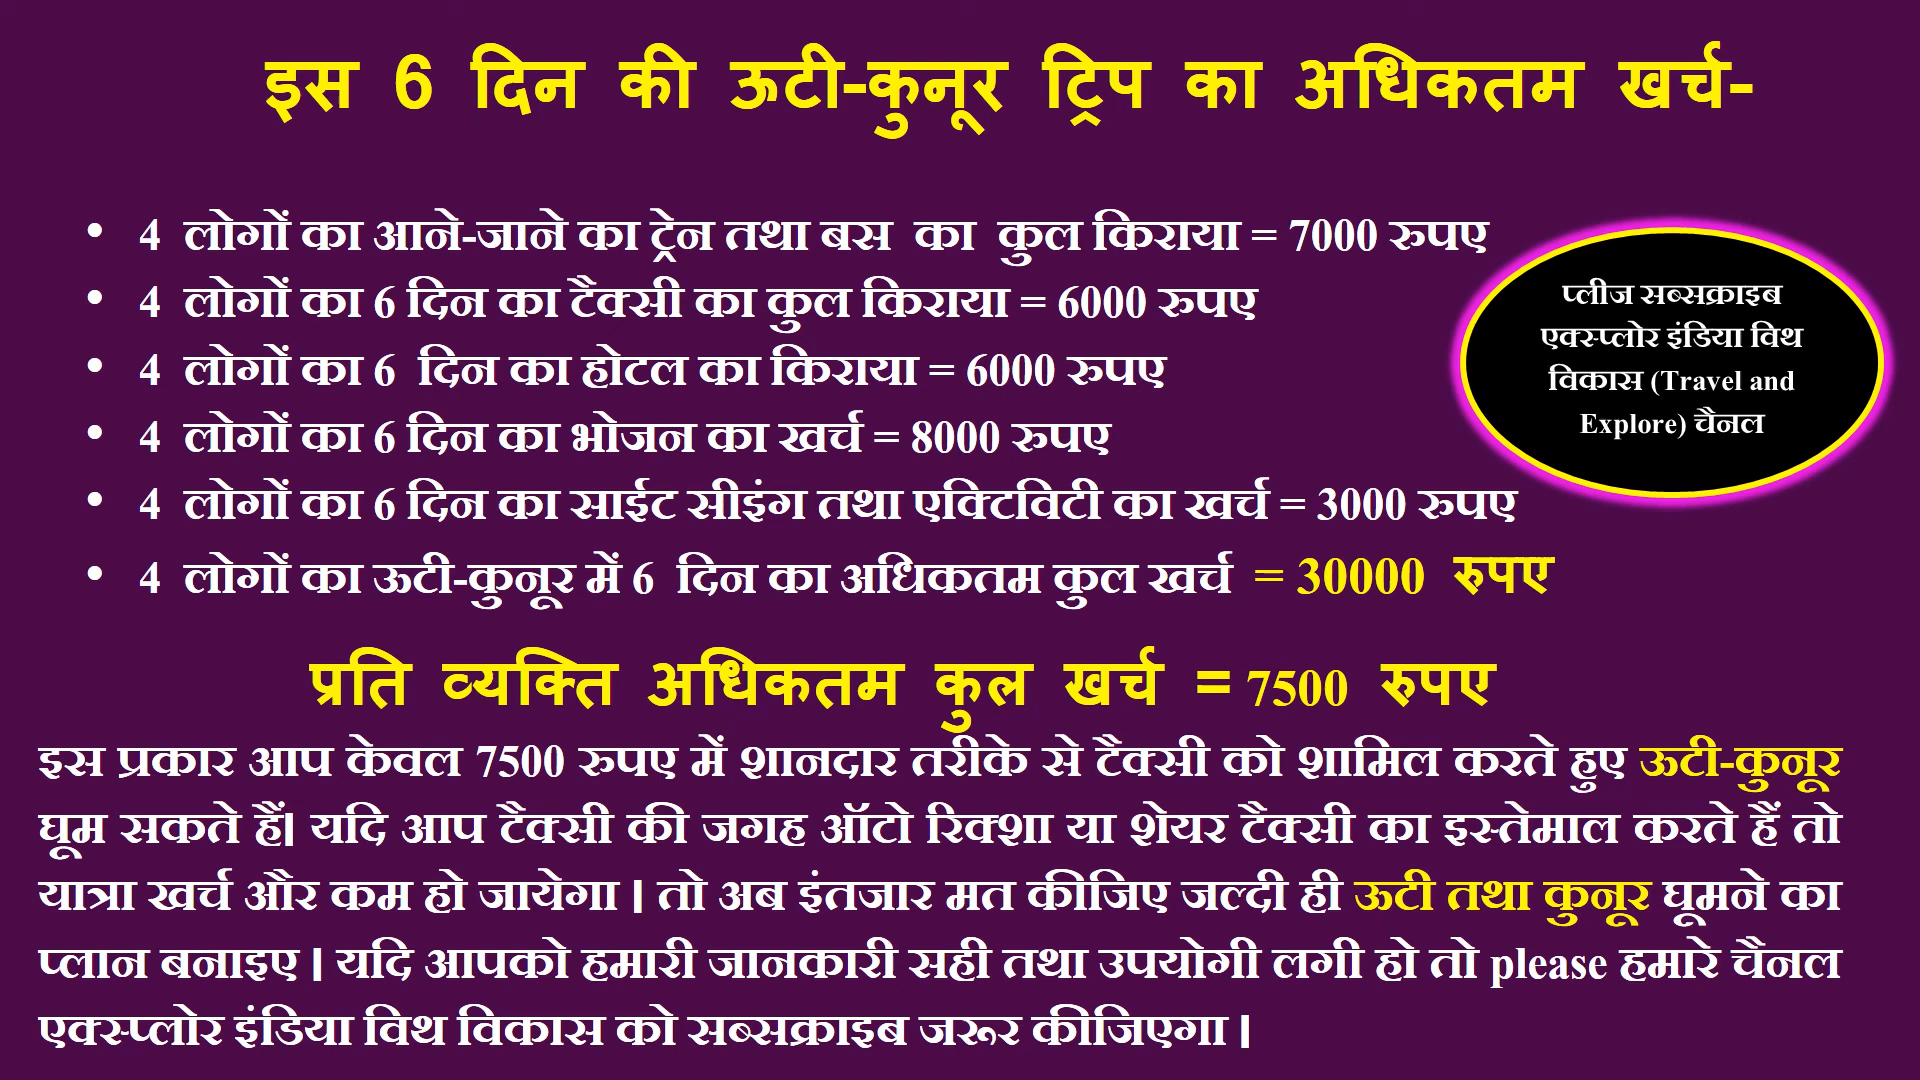 इस 6 दिन की ऊटी-कुनूर ट्रिप का अधिकतम खर्च-
• 4 लोगों का आने-जाने का ट्रेन तथा बस का कुल किराया = 7000 रुपए
• 4 लोगों का 6 दिन का टैक्सी का कुल किराया = 6000 रुपए
• 4 लोगों का 6 दिन का होटल का किराया = 6000 रुपए
• 4 लोगों का 6 दिन का भोजन का खर्च = 8000 रुपए
• 4 लोगों का 6 दिन का साईट सीइंग तथा एक्टिविटी का खर्च = 3000 रुपए
• 4 लोगों का ऊटी-कुनूर में 6 दिन का अधिकतम कुल खर्च = 30000 रुपए
प्लीज सब्सक्राइब
एक्स्प्लोर इंडिया विथ
विकास (Travel and
Explore) चैनल
प्रति व्यक्ति अधिकतम कुल खर्च = 7500 रुपए
इस प्रकार आप केवल 7500 रुपए में शानदार तरीके से टैक्सी को शामिल करते हुए ऊटी-कुनूर
घूम सकते हैं। यदि आप टैक्सी की जगह ऑटो रिक्शा या शेयर टैक्सी का इस्तेमाल करते हैं तो
यात्रा खर्च और कम हो जायेगा । तो अब इंतजार मत कीजिए जल्दी ही ऊटी तथा कुनूर घूमने का
प्लान बनाइए । यदि आपको हमारी जानकारी सही तथा उपयोगी लगी हो तो please हमारे चैनल
एक्स्प्लोर इंडिया विथ विकास को सब्सक्राइब जरूर कीजिएगा ।